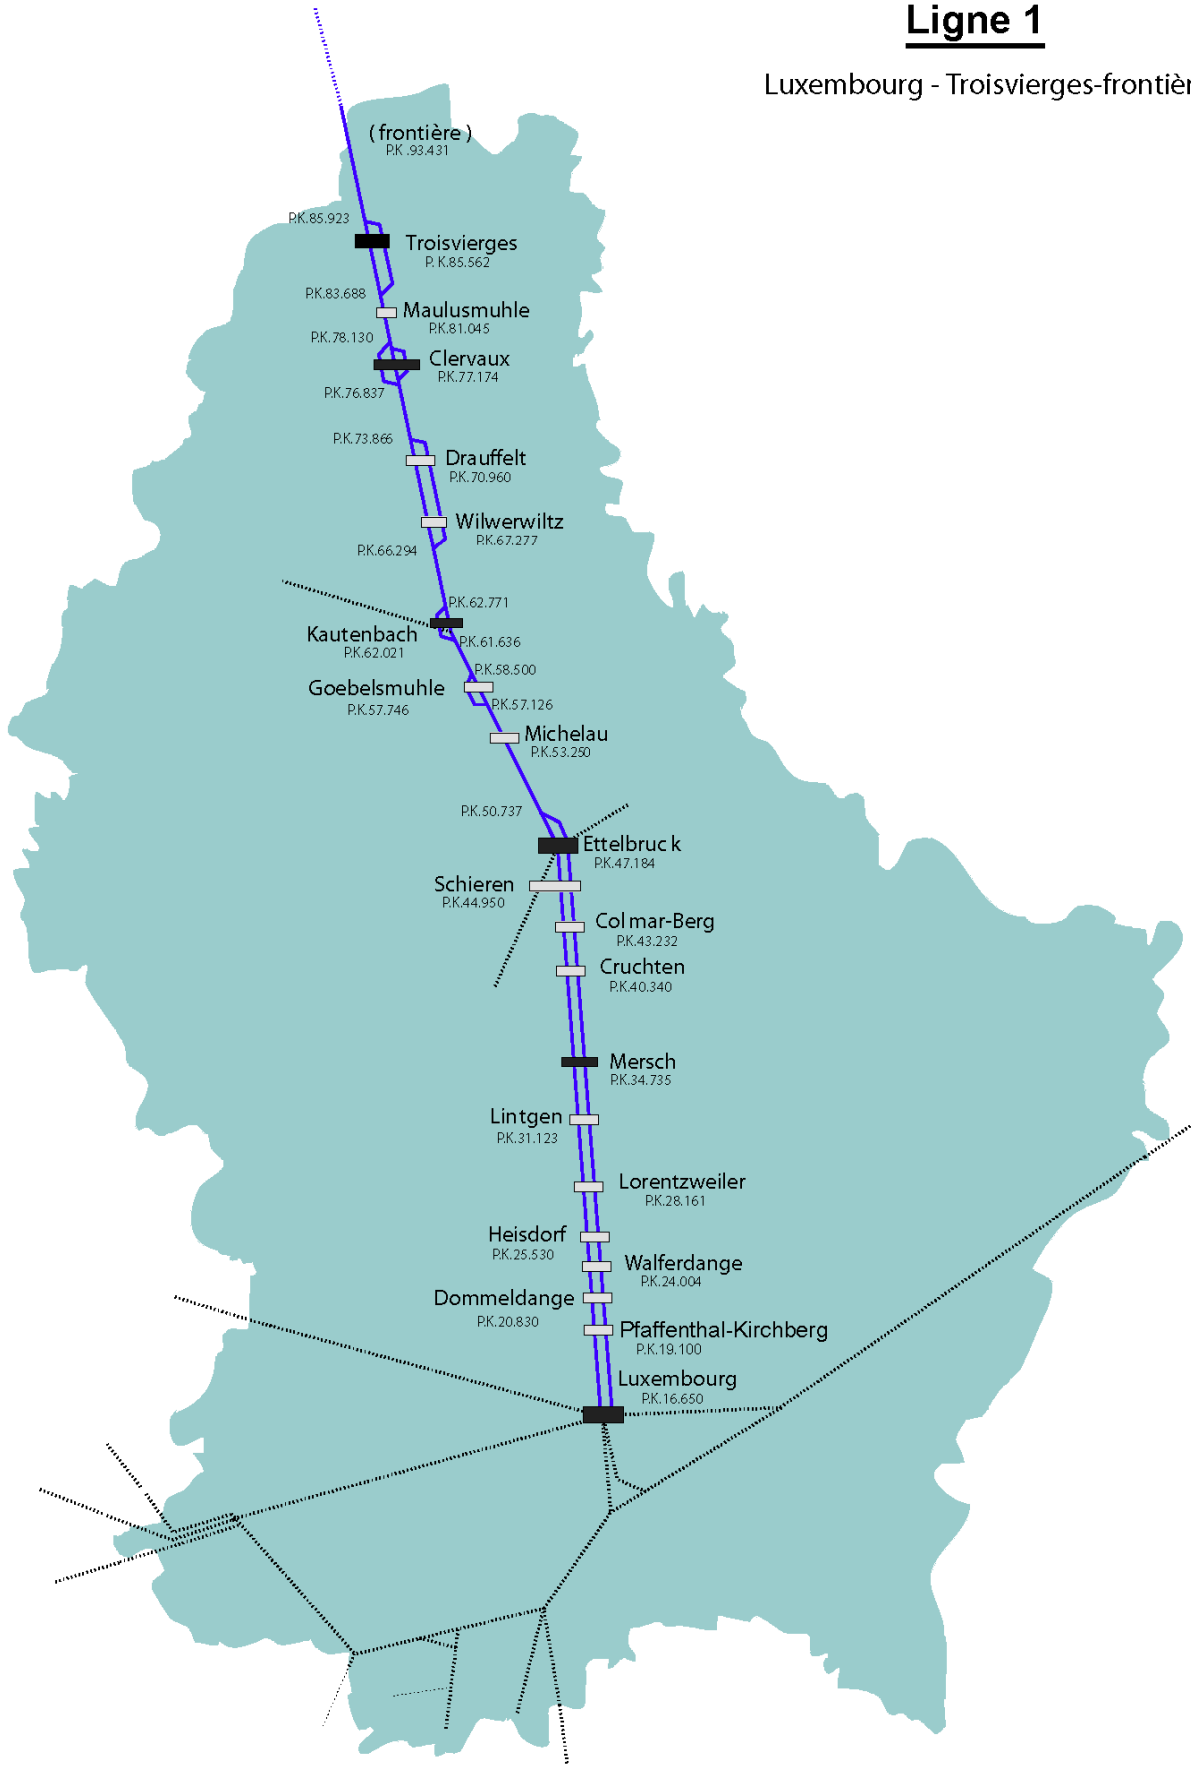 Ligne 1
Luxembourg - Troisvierges-frontièr
(frontière)
P.K .93.431
P.K.85.923
Troisvierges
P. K.85.562
P.K.83.688
Maulusmuhle
P.K.81.045
P.K.78.130
Clervaux
P.K.77.174
P.K.76.837
P.K.73.866
Drauffelt
P.K.70.960
Wilwerwiltz
P.K.67.277
P.K.66.294
P.K.62.771
Kautenbach
P.K.61.636
P.K.62.021
P.K.58.500
Goebelsmuhle
P.K.57.126
P.K.57.746
Michelau
P.K.53.250
P.K.50.737
Ettelbruck
P.K.47.184
Schieren
P.K.44.950
Colmar-Berg
P.K.43.232
Cruchten
P.K.40.340
Mersch
P.K.34.735
Lintgen
P.K.31.123
Lorentzweiler
P.K.28.161
Heisdorf
P.K.25.530
Walferdange
P.K.24.004
Dommeldange
P.K.20.830
Pfaffenthal-Kirchberg
P.K.19.100
Luxembourg
P.K.16.650